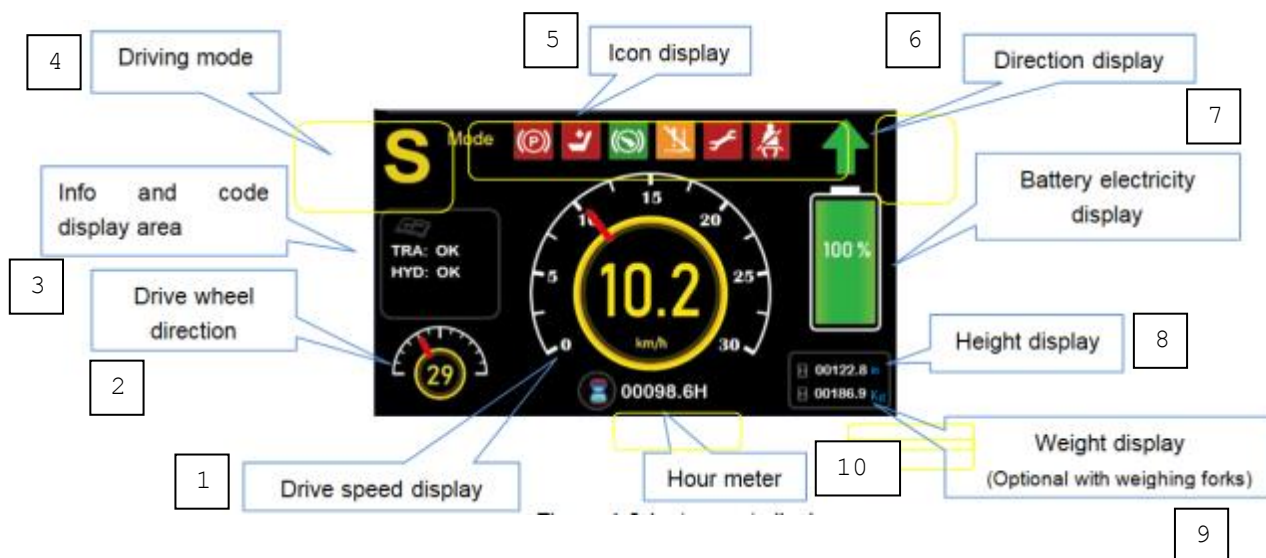 4
Driving mode
5
Icon display
6
Direction display
7
S Mode
Battery electricity
display
Info and code
display area
TRA: OK
HYD: OK
100 %
0
5
10
15
20
25
30
10.2
km/h
3
Drive wheel
direction
29
2
Height display
8
00122.8 in
00186.9 Kg
00098.6H
1
Drive speed display
Hour meter
10
Weight display
(Optional with weighing forks)
9